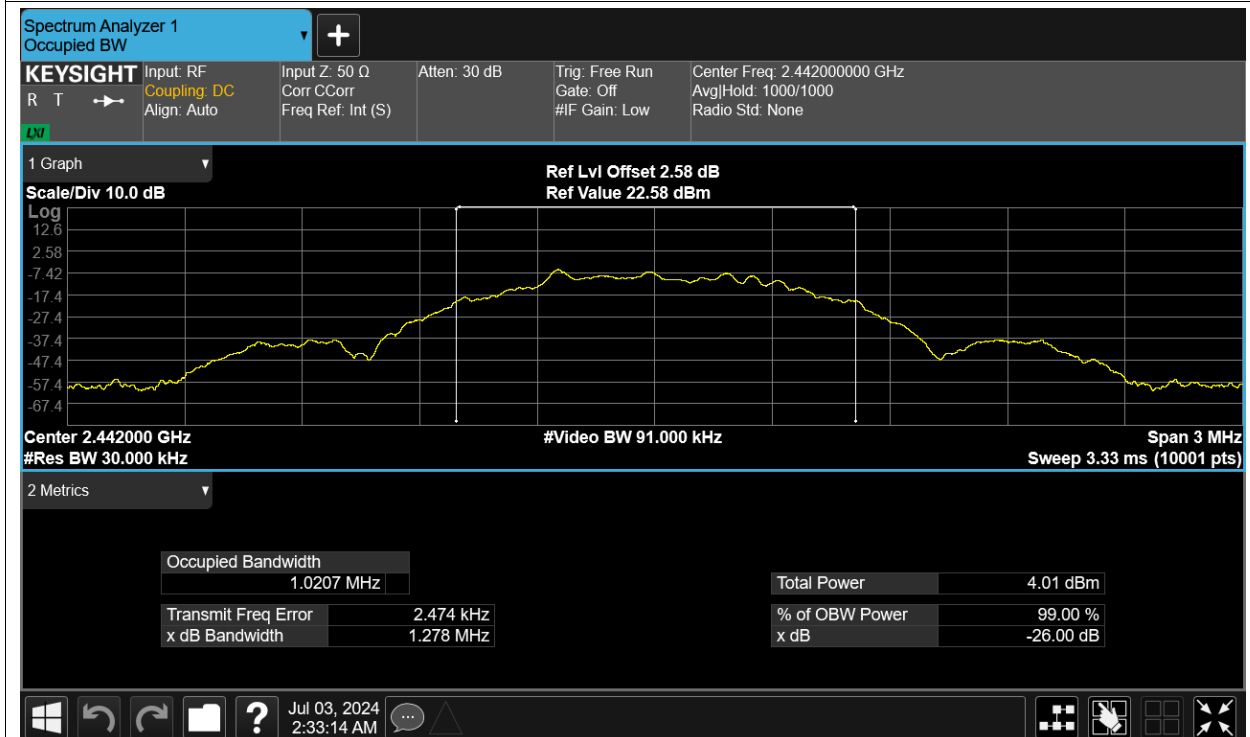 Spectrum Analyzer 1
Occupied BW
KEYSIGHT
R T
LXI
Input: RF
Coupling: DC
Align: Auto
Input Z: 50 Ω
Corr CCorr
Freq Ref: Int (S)
Atten: 30 dB
Trig: Free Run
Gate: Off
#IF Gain: Low
Center Freq: 2.442000000 GHz
Avg|Hold: 1000/1000
Radio Std: None
1 Graph
Scale/Div 10.0 dB
Ref Lvl Offset 2.58 dB
Ref Value 22.58 dBm
Log
12.6
2.58
-7.42
-17.4
-27.4
-37.4
-47.4
-57.4
-67.4
Center 2.442000 GHz
#Video BW 91.000 kHz
Span 3 MHz
#Res BW 30.000 kHz
Sweep 3.33 ms (10001 pts)
2 Metrics
Occupied Bandwidth
1.0207 MHz
Total Power 4.01 dBm
Transmit Freq Error 2.474 kHz
% of OBW Power 99.00 %
x dB Bandwidth 1.278 MHz
x dB -26.00 dB
?
Jul 03, 2024
2:33:14 AM